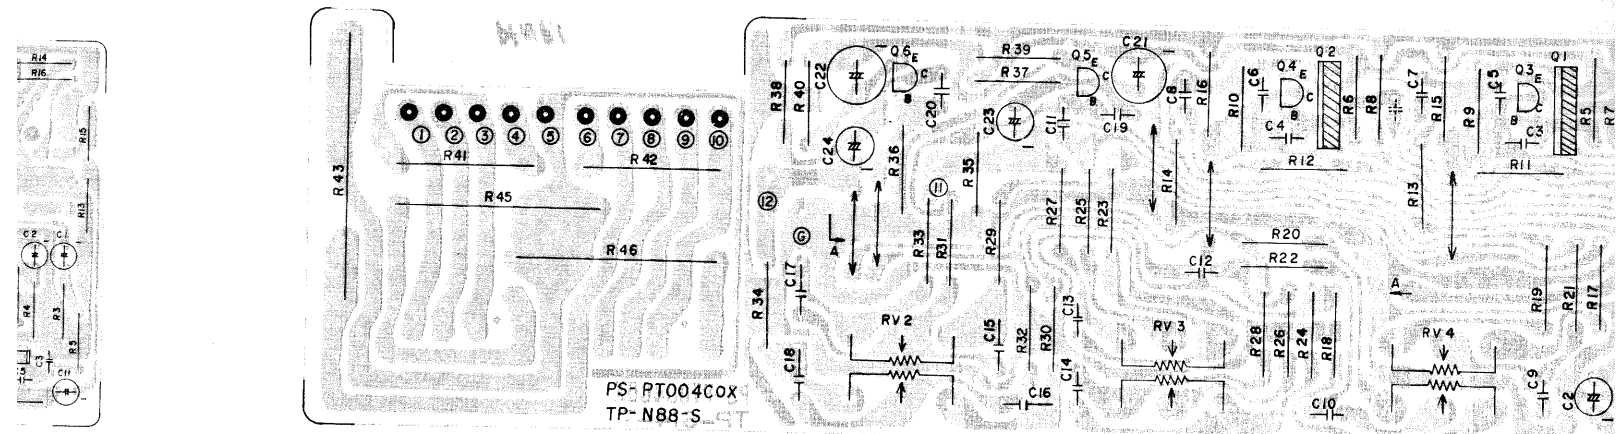 R14
R16
R15
R13
C2
C1
R4
R3
R5
C3
C11
R43
①
②
③
④
⑤
⑥
⑦
⑧
⑨
⑩
R41
R42
R45
R46
PS-PT004COX
TP-N88-S
R38
R40
C22
Q6
E
C
B
C20
C24
R36
⑫
G
A
⑪
R33
R31
R34
C17
C18
RV2
R39
R37
Q5
E
C
B
C21
C23
C11
C19
R35
R29
R27
R25
R23
R14
C8
R16
C12
C15
R32
R30
C13
C14
C16
RV3
R10
C6
Q4
E
C
B
C4
Q2
R6
R8
R12
R20
R22
R28
R26
R24
R18
C10
C7
R15
R9
C5
Q3
E
C
B
C3
Q1
R5
R7
R11
R13
A
RV4
R19
R21
R17
C9
C2